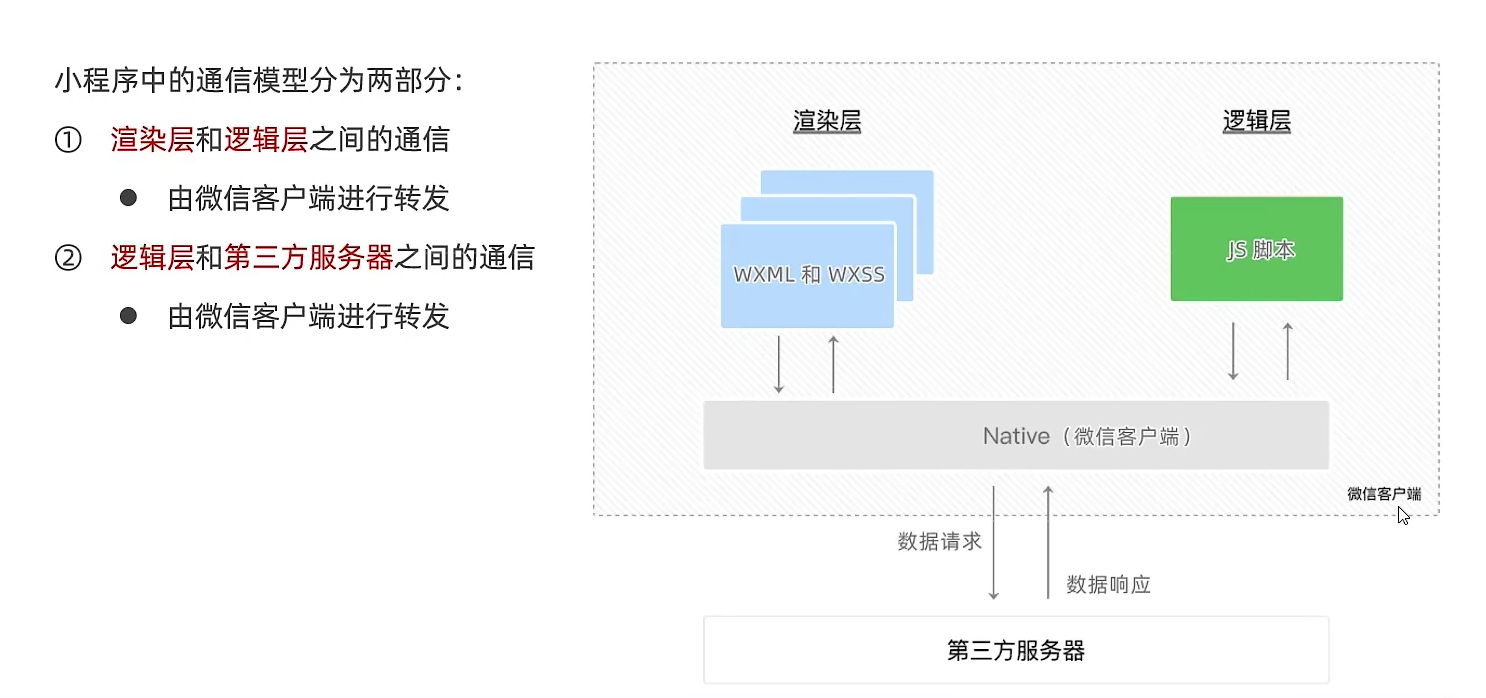 小程序中的通信模型分为两部分：
① 渲染层和逻辑层之间的通信
● 由微信客户端进行转发
② 逻辑层和第三方服务器之间的通信
● 由微信客户端进行转发
渲染层
逻辑层
WXML 和 WXSS
JS 脚本
Native（微信客户端）
微信客户端
数据请求
数据响应
第三方服务器